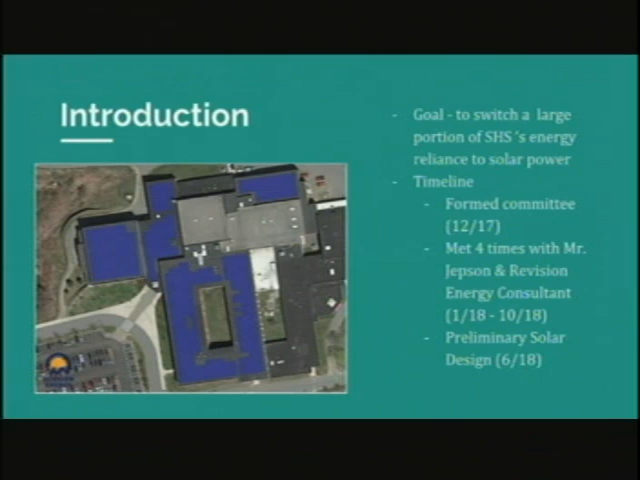 Introduction
- Goal - to switch a large
portion of SHS 's energy
reliance to solar power
- Timeline
- Formed committee
(12/17)
- Met 4 times with Mr.
Jepson & Revision
Energy Consultant
(1/18 - 10/18)
- Preliminary Solar
Design (6/18)